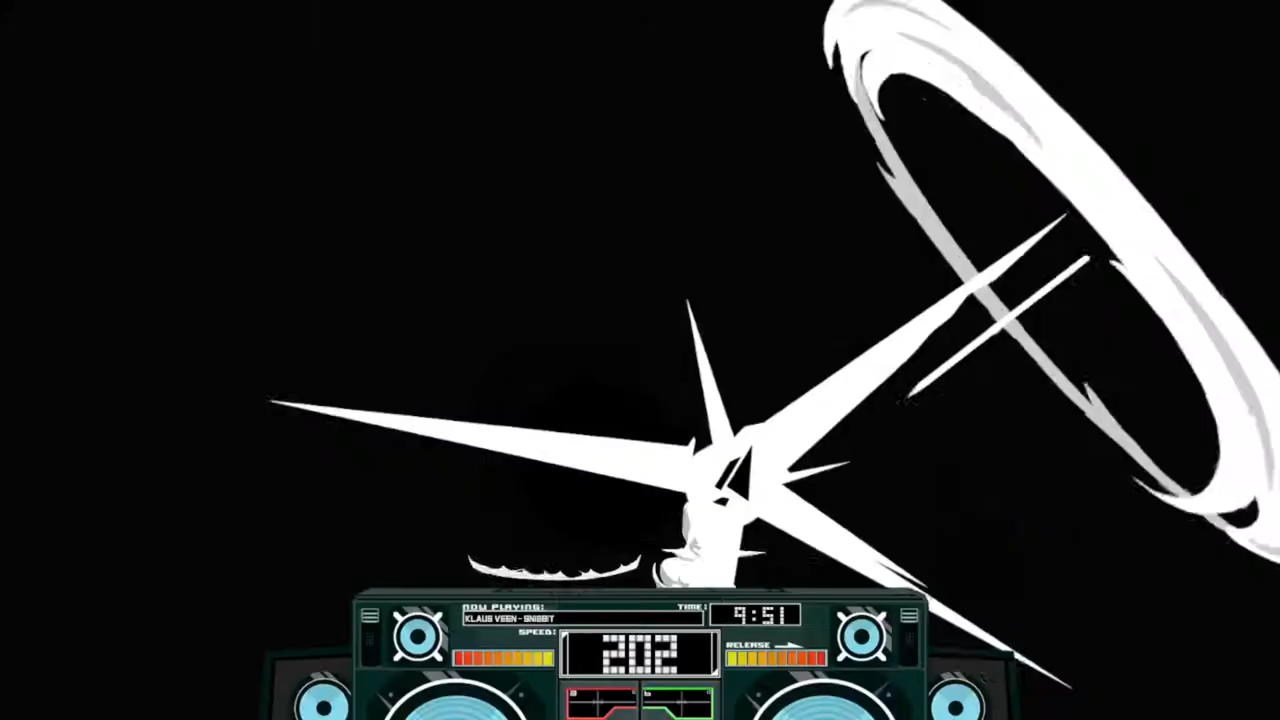 NOW PLAYING:
TIME:
9:51
KLAUS VEEN - SNIBBIT
SPEED:
202
RELEASE